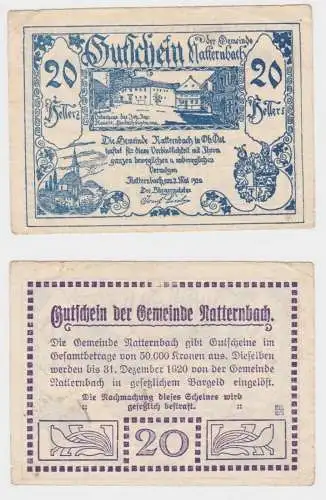 Gutschein
der Gemeinde
Natternbach
20 20
Heller Heller
Die Gemeinde Natternbach in Ob. Öst.
haftet für diese Verbindlichkeit mit ihrem
ganzen beweglichen u. unbeweglichen
Vermögen
Natternbach am 2. Mai 1920
Der Bürgermeister
Gutschein der Gemeinde Natternbach.
Die Gemeinde Natternbach gibt Gutscheine im
Gesamtbetrage von 50.000 Kronen aus. Dieselben
werden bis 31. Dezember 1920 von der Gemeinde
Natternbach in gesetzlichem Bargeld eingelöst.
Die Nachmachung dieses Scheines wird
gesetzlich bestraft.
20